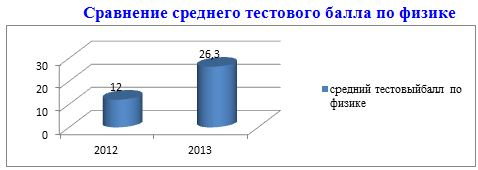 Сравнение среднего тестового балла по физике
30
20
10
0
12
26,3
2012
2013
средний тестовыйбалл по
физике